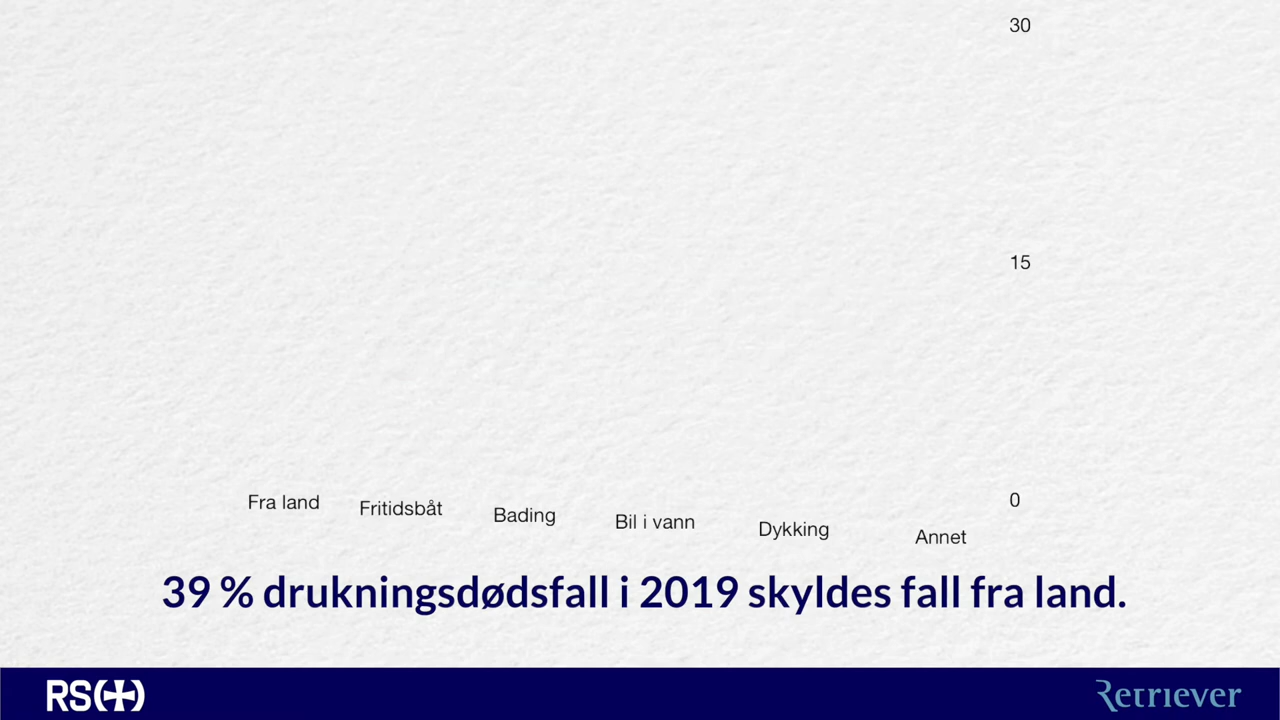 30
15
0
Fra land
Fritidsbåt
Bading
Bil i vann
Dykking
Annet
39 % drukningsdødsfall i 2019 skyldes fall fra land.
RS
Retriever